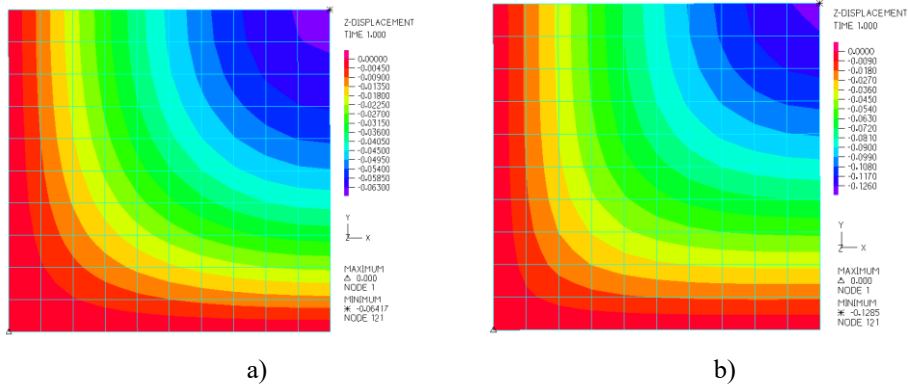 Z-DISPLACEMENT
TIME 1.000
0.00000
-0.00450
-0.00900
-0.01350
-0.01800
-0.02250
-0.02700
-0.03150
-0.03600
-0.04050
-0.04500
-0.04950
-0.05400
-0.05850
-0.06300
Y
Z X
MAXIMUM
Δ 0.000
NODE 1
MINIMUM
* -0.06417
NODE 121
a)
Z-DISPLACEMENT
TIME 1.000
0.0000
-0.0090
-0.0180
-0.0270
-0.0360
-0.0450
-0.0540
-0.0630
-0.0720
-0.0810
-0.0900
-0.0990
-0.1080
-0.1170
-0.1260
Y
Z X
MAXIMUM
Δ 0.000
NODE 1
MINIMUM
* -0.1285
NODE 121
b)